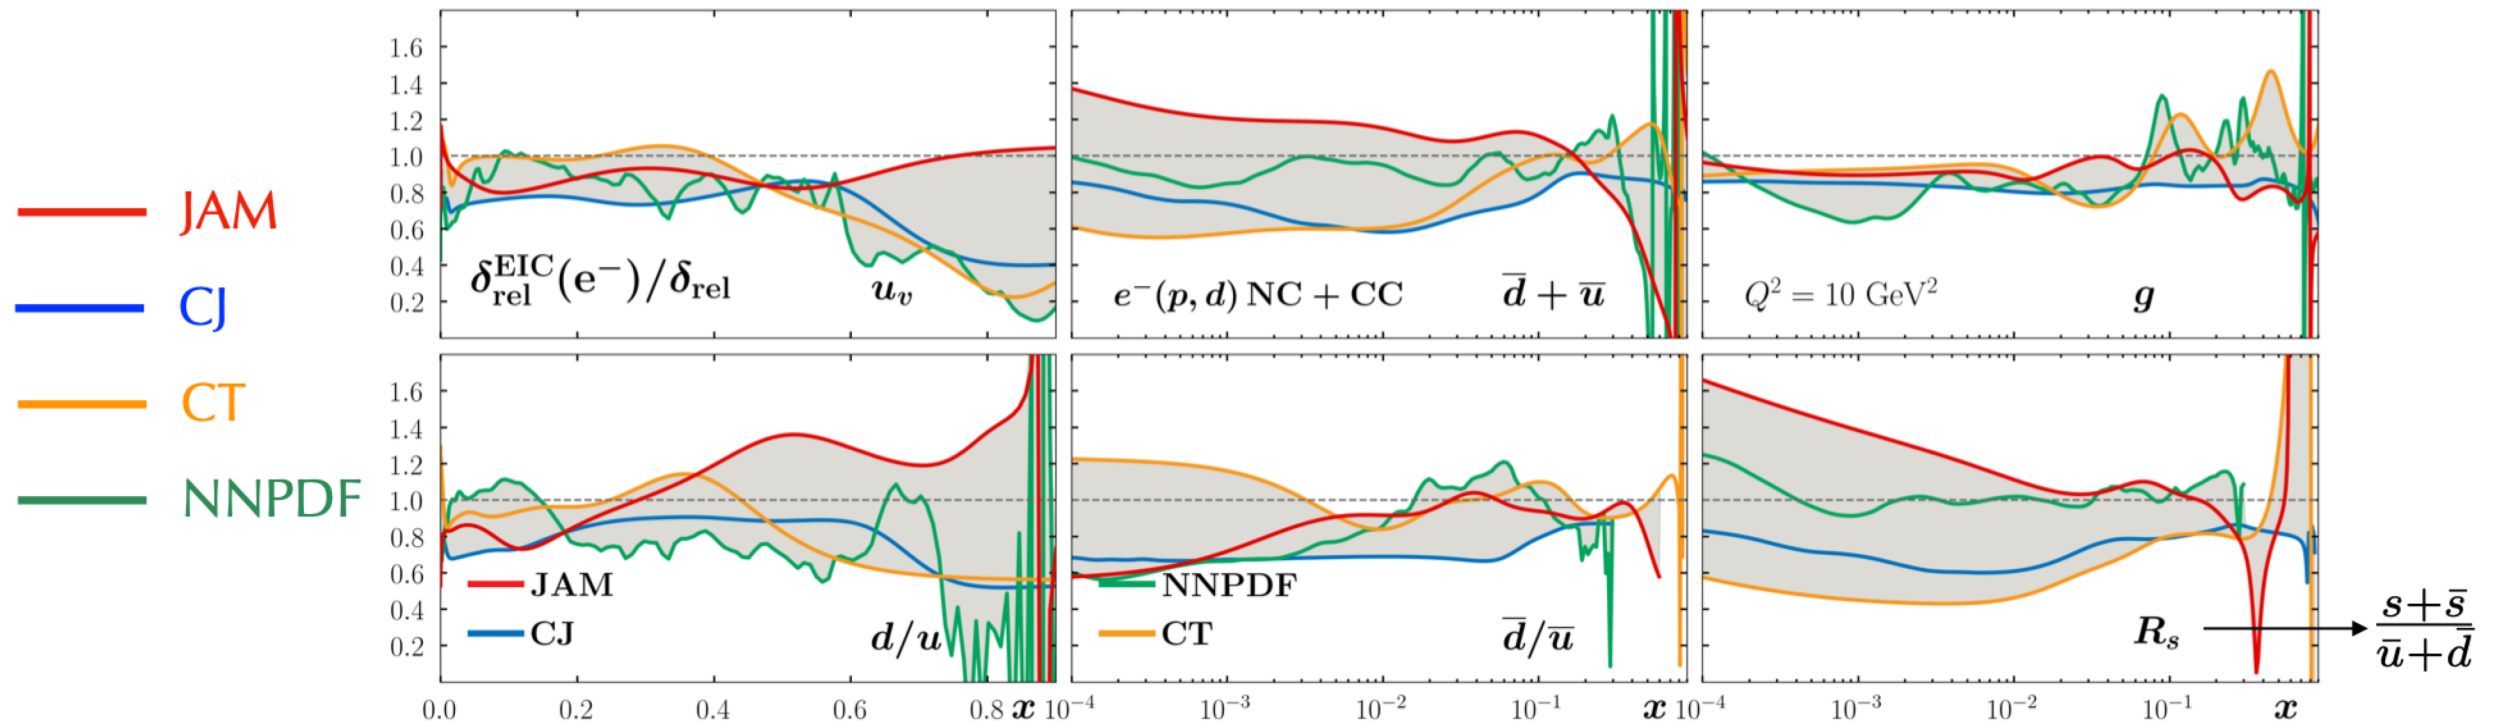 JAM
CJ
CT
NNPDF
1.6
1.4
1.2
1.0
0.8
0.6
0.4
0.2
δ_rel^EIC(e⁻)/δ_rel
u_v
e⁻(p, d) NC + CC
d̅ + u̅
Q² = 10 GeV²
g
1.6
1.4
1.2
1.0
0.8
0.6
0.4
0.2
JAM
CJ
d/u
NNPDF
CT
d̅/u̅
R_s
s+s̅
u̅+d̅
0.0 0.2 0.4 0.6 0.8 x
10⁻⁴ 10⁻³ 10⁻² 10⁻¹ x
10⁻⁴ 10⁻³ 10⁻² 10⁻¹ x